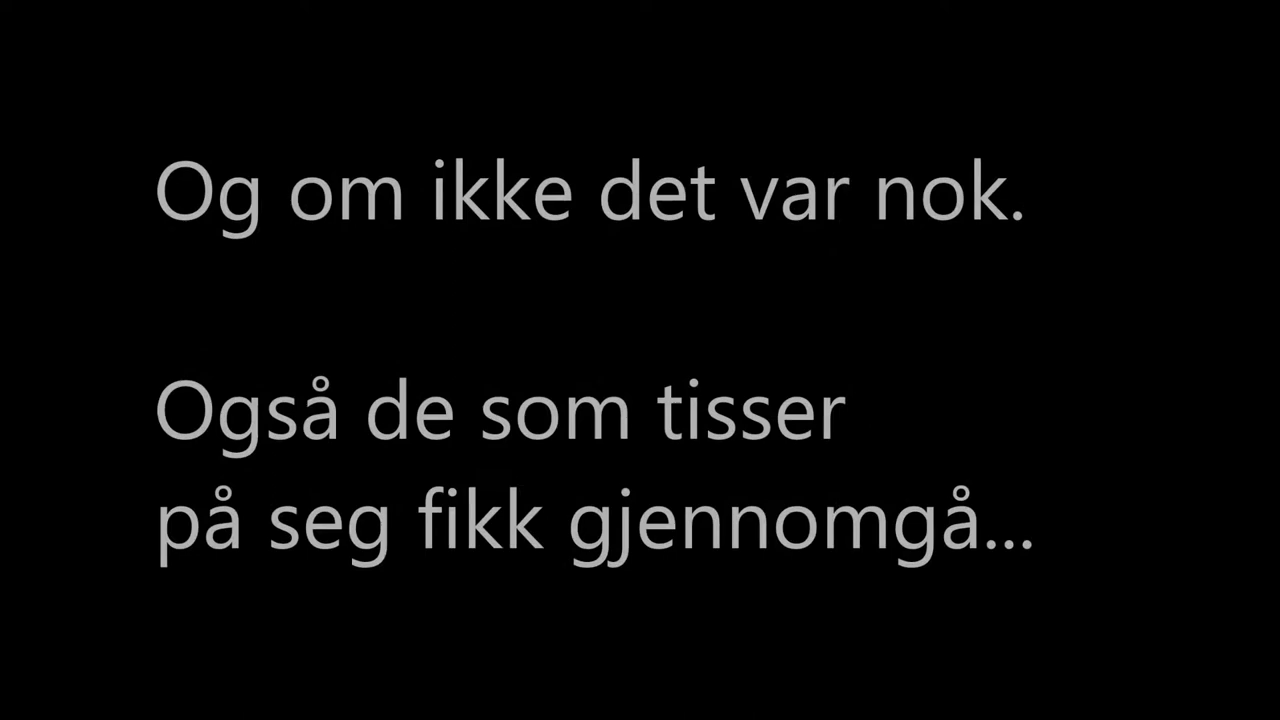 Og om ikke det var nok.
Også de som tisser
på seg fikk gjennomgå...